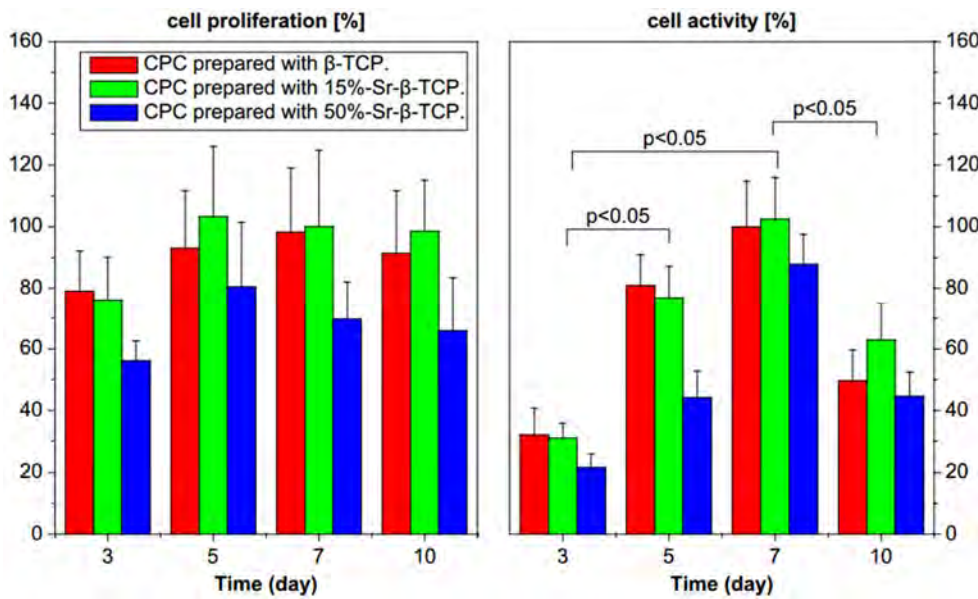 cell proliferation [%]
cell activity [%]
160
140
120
100
80
60
40
20
0
CPC prepared with β-TCP.
CPC prepared with 15%-Sr-β-TCP.
CPC prepared with 50%-Sr-β-TCP.
3
5
7
10
Time (day)
p<0.05
p<0.05
p<0.05
160
140
120
100
80
60
40
20
0
3
5
7
10
Time (day)